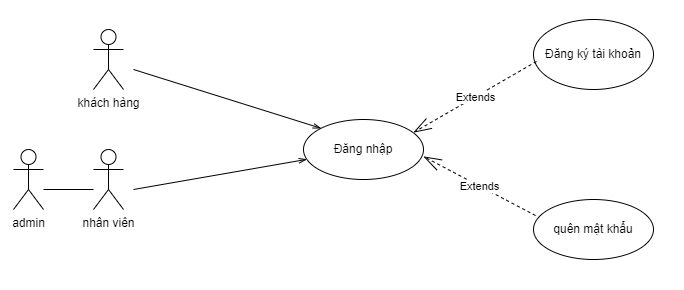 Đăng ký tài khoản
Extends
khách hàng
Đăng nhập
Extends
admin
nhân viên
quên mật khẩu